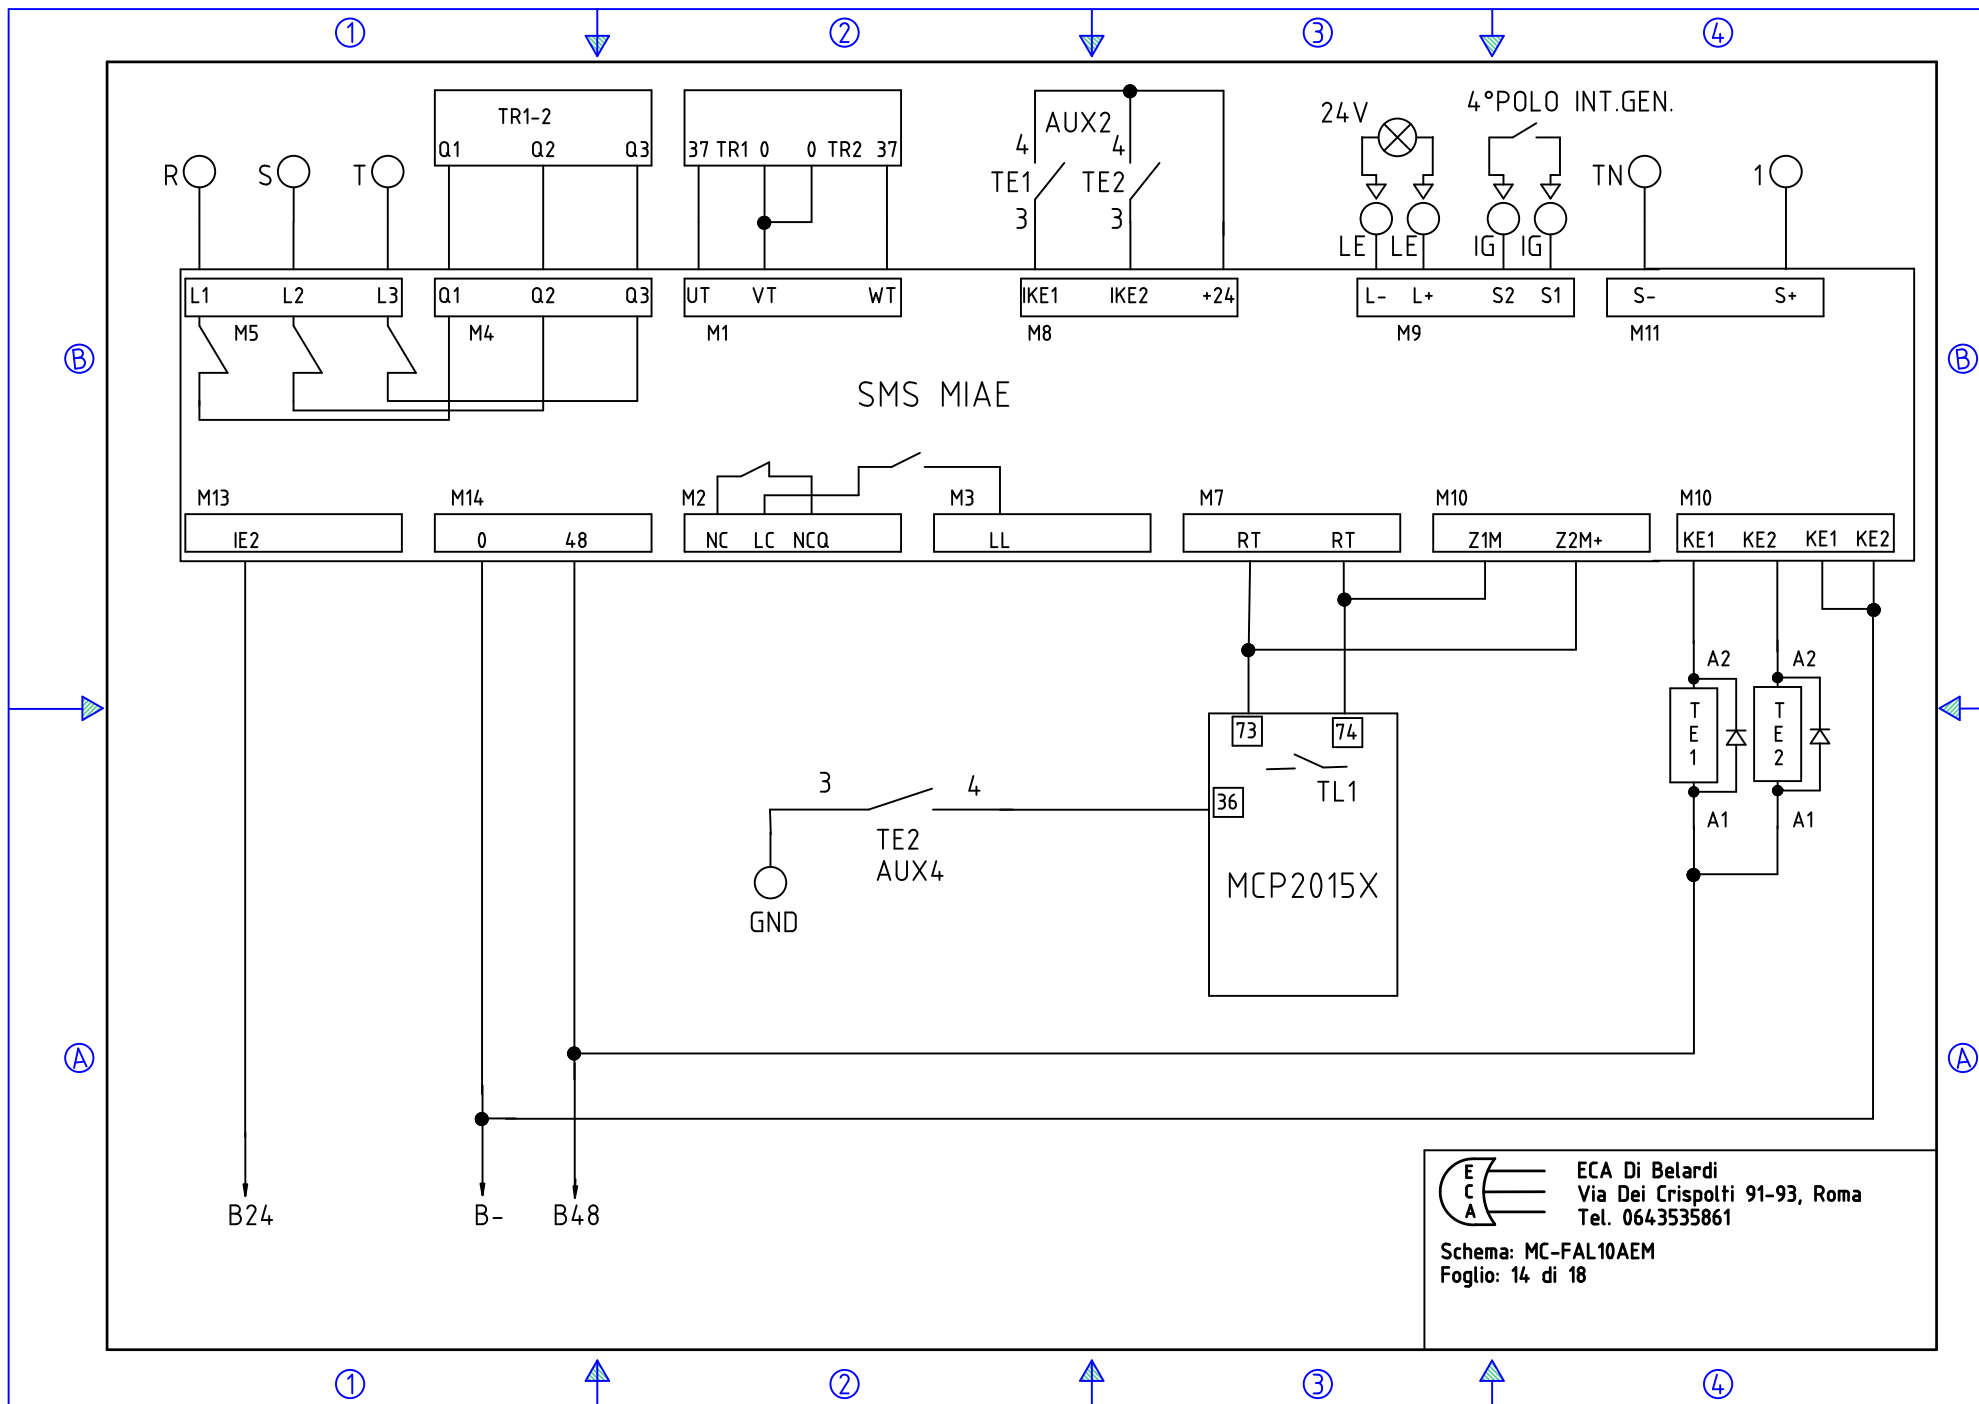 1 2 3 4
TR1-2
Q1 Q2 Q3
37 TR1 0 0 TR2 37
AUX2
4 4
TE1 TE2
3 3
24V
4°POLO INT.GEN.
R S T
TN 1
LE LE IG IG
L1 L2 L3
Q1 Q2 Q3
UT VT WT
IKE1 IKE2 +24
L- L+ S2 S1
S- S+
M5 M4 M1 M8 M9 M11
B B
SMS MIAE
M13 M14 M2 M3 M7 M10 M10
IE2
0 48
NC LC NCQ
LL
RT RT
Z1M Z2M+
KE1 KE2 KE1 KE2
A2 A2
TE1 TE2
A1 A1
73 74
TL1
36
MCP2015X
3 4
TE2
AUX4
GND
A A
B24 B- B48
E
C
A
ECA Di Belardi
Via Dei Crispolti 91-93, Roma
Tel. 0643535861
Schema: MC-FAL10AEM
Foglio: 14 di 18
1 2 3 4